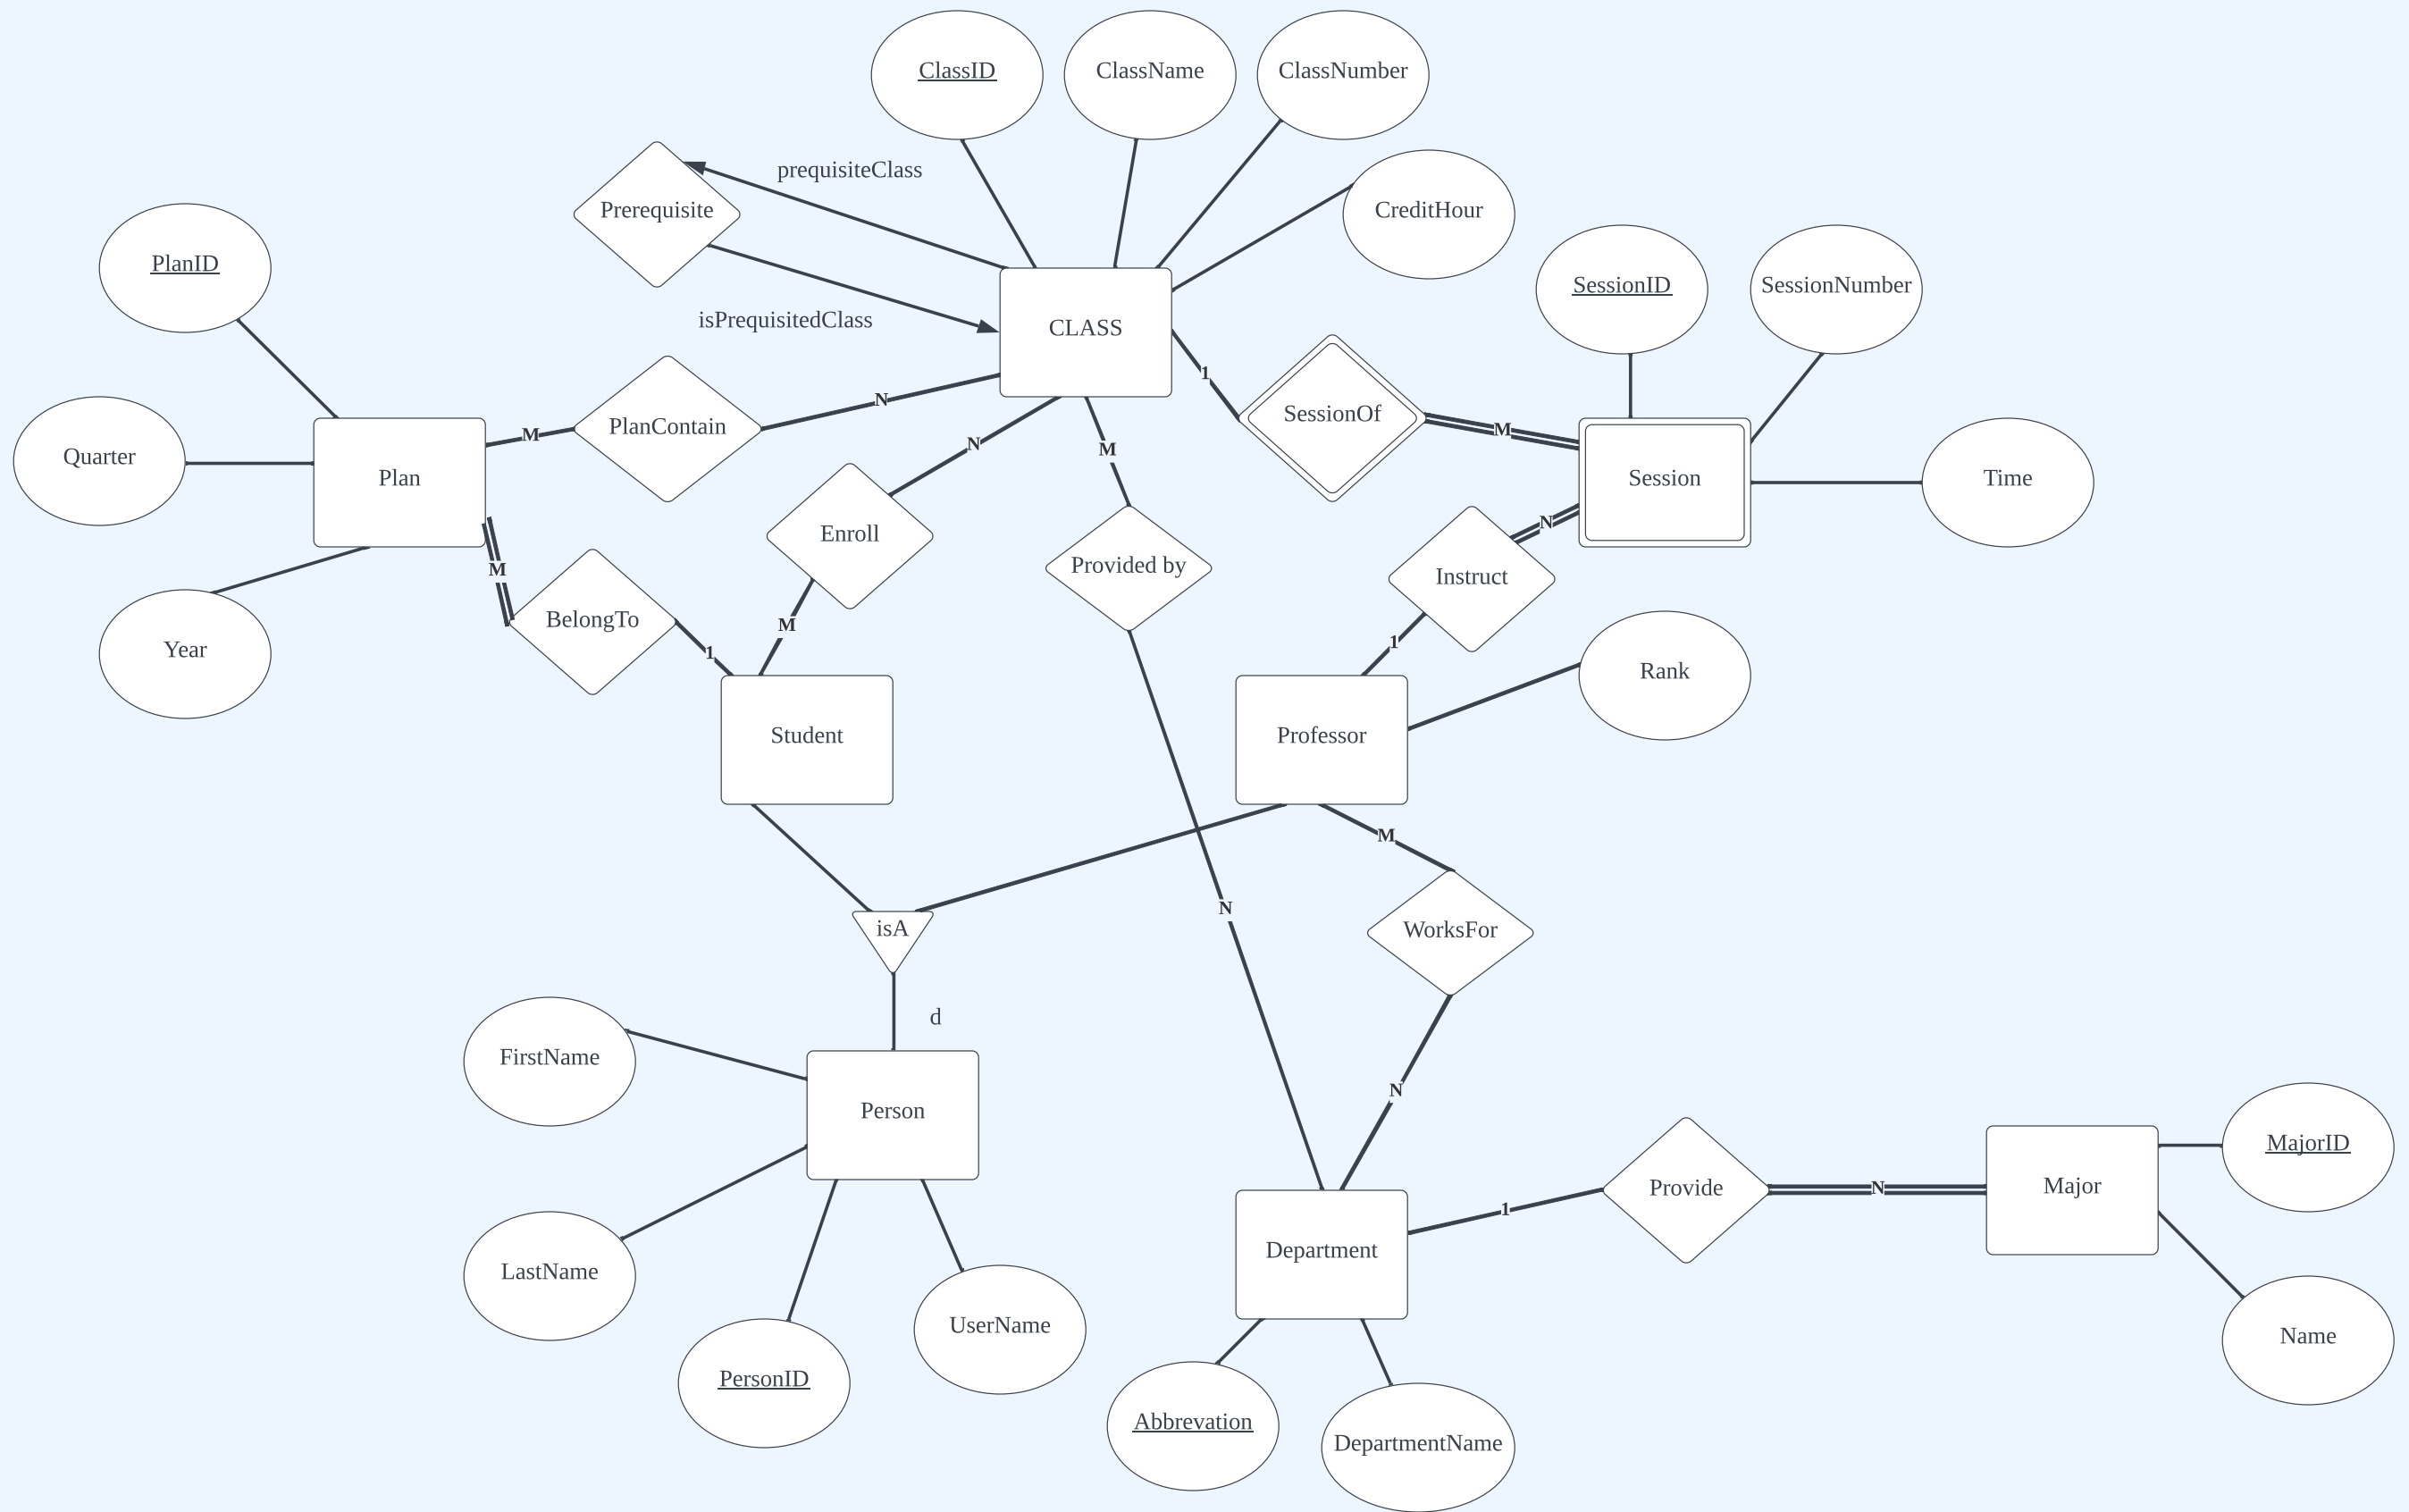 ClassID
ClassName
ClassNumber
prequisiteClass
CreditHour
Prerequisite
PlanID
SessionID
SessionNumber
isPrequisitedClass
CLASS
1
N
SessionOf
PlanContain
M
M
N
M
Quarter
Plan
Session
Time
N
Enroll
Provided by
M
Instruct
BelongTo
M
1
1
Year
Rank
Student
Professor
M
N
isA
WorksFor
d
FirstName
N
Person
MajorID
Provide
N
Major
1
Department
LastName
UserName
Name
PersonID
Abbrevation
DepartmentName